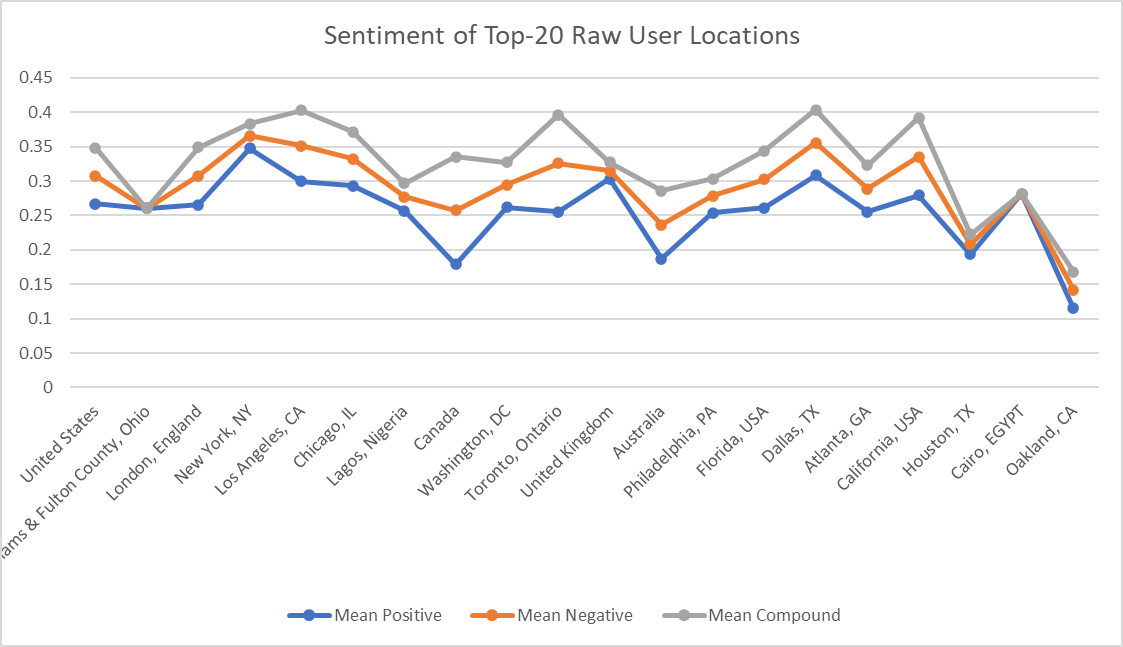 Sentiment of Top-20 Raw User Locations
0.45
0.4
0.35
0.3
0.25
0.2
0.15
0.1
0.05
0
United States
& Fulton County, Ohio
London, England
New York, NY
Los Angeles, CA
Chicago, IL
Lagos, Nigeria
Canada
Washington, DC
Toronto, Ontario
United Kingdom
Australia
Philadelphia, PA
Florida, USA
Dallas, TX
Atlanta, GA
California, USA
Houston, TX
Cairo, EGYPT
Oakland, CA
Mean Positive
Mean Negative
Mean Compound